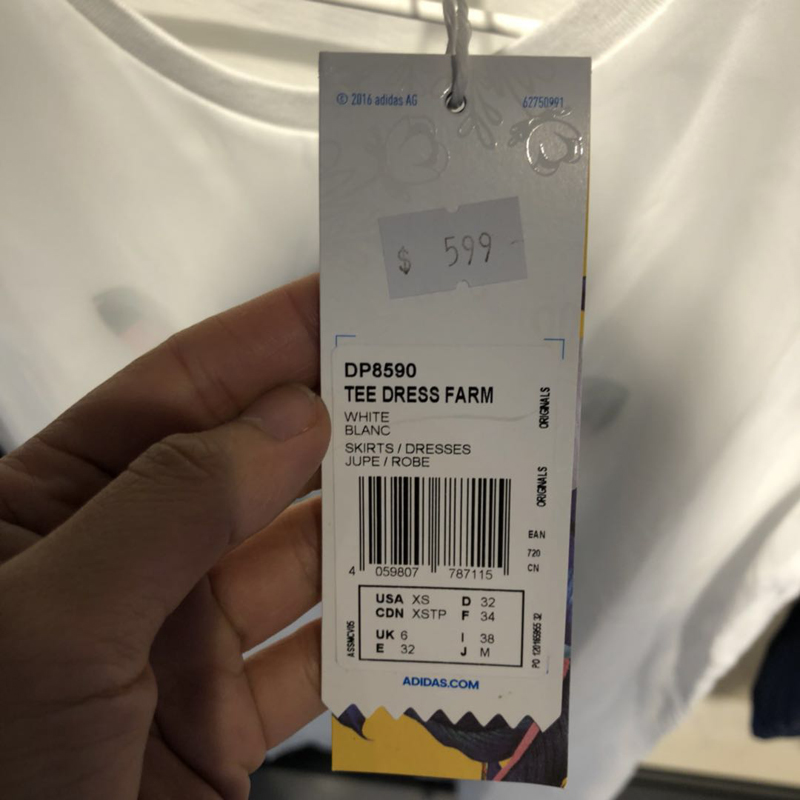 © 2016 adidas AG
62750991
$ 599
DP8590
TEE DRESS FARM
WHITE
BLANC
SKIRTS / DRESSES
JUPE / ROBE
ORIGINALS
ORIGINALS
EAN
720
CN
4 059807 787115
USA XS D 32
CDN XSTP F 34
UK 6 I 38
E 32 J M
ASSMCV05
ADIDAS.COM